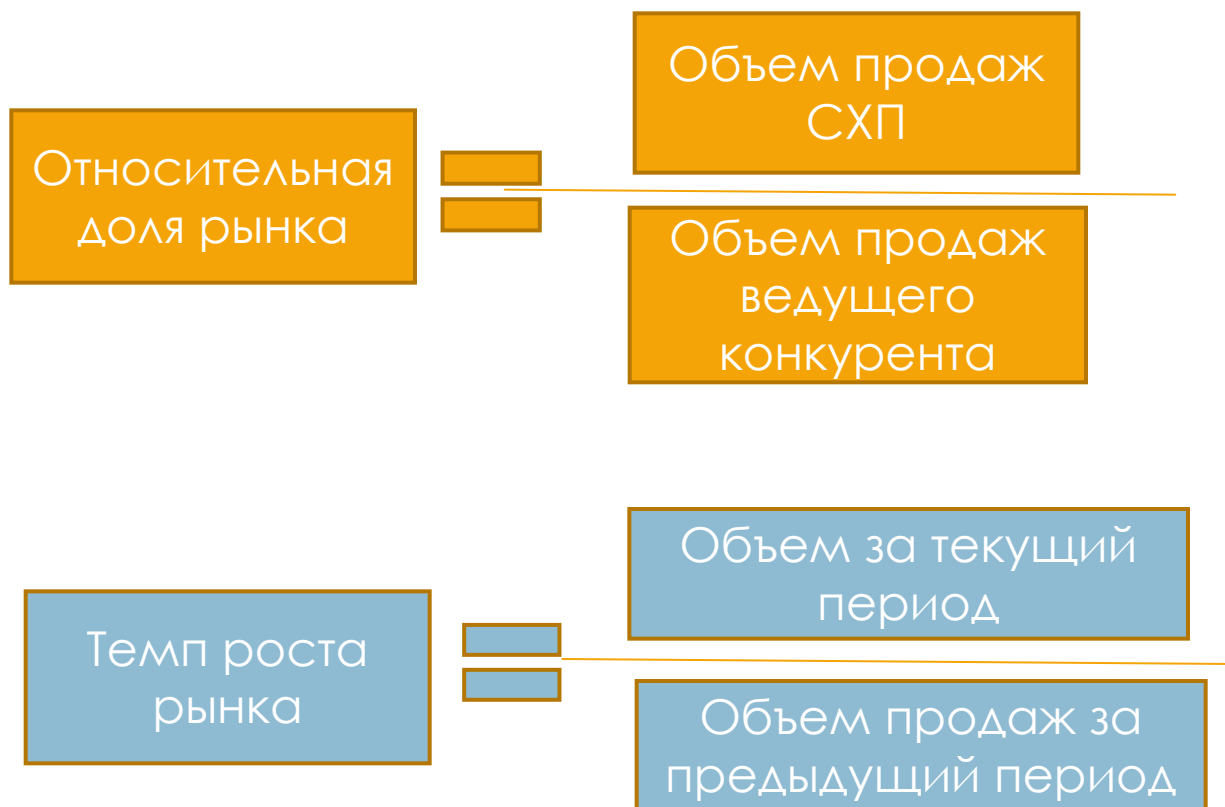 Относительная
доля рынка
Объем продаж
СХП
Объем продаж
ведущего
конкурента
Темп роста
рынка
Объем за текущий
период
Объем продаж за
предыдущий период